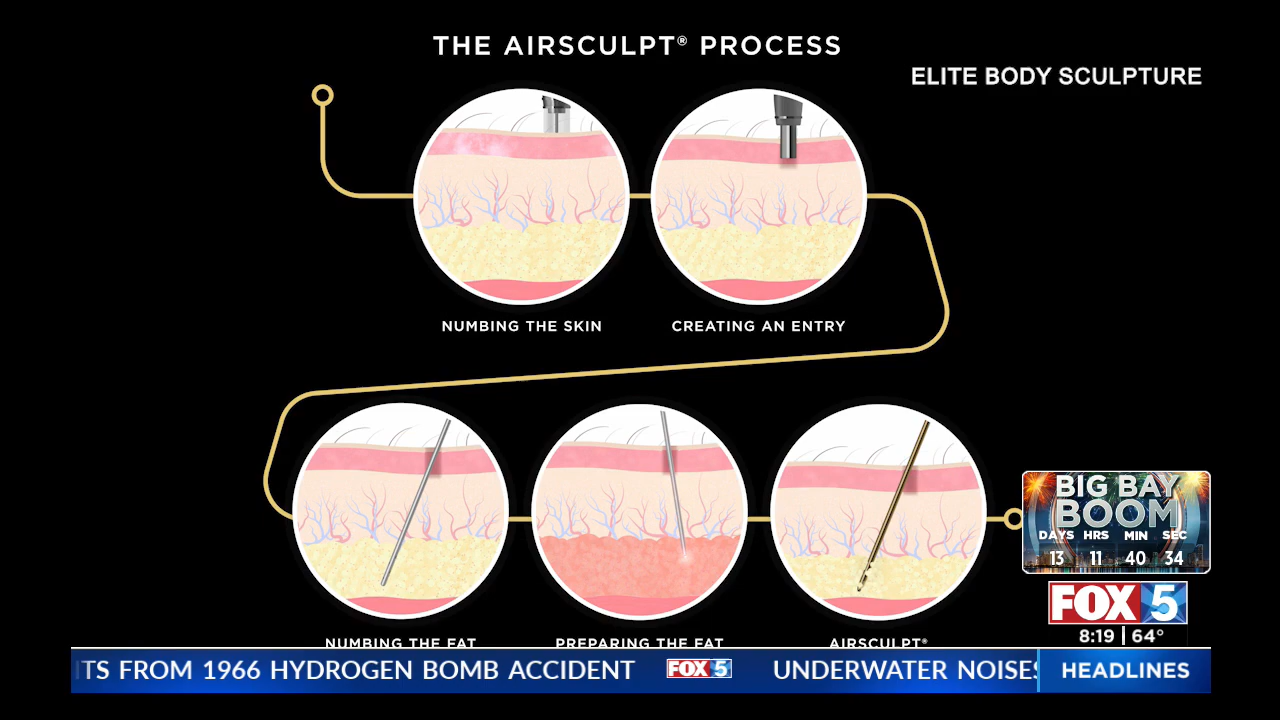 THE AIRSCULPT® PROCESS
ELITE BODY SCULPTURE
NUMBING THE SKIN
CREATING AN ENTRY
NUMBING THE FAT
PREPARING THE FAT
AIRSCULPT®
BIG BAY
BOOM
DAYS HRS MIN SEC
13 11 40 34
FOX 5
8:19 | 64°
TS FROM 1966 HYDROGEN BOMB ACCIDENT FOX 5 UNDERWATER NOISES
HEADLINES